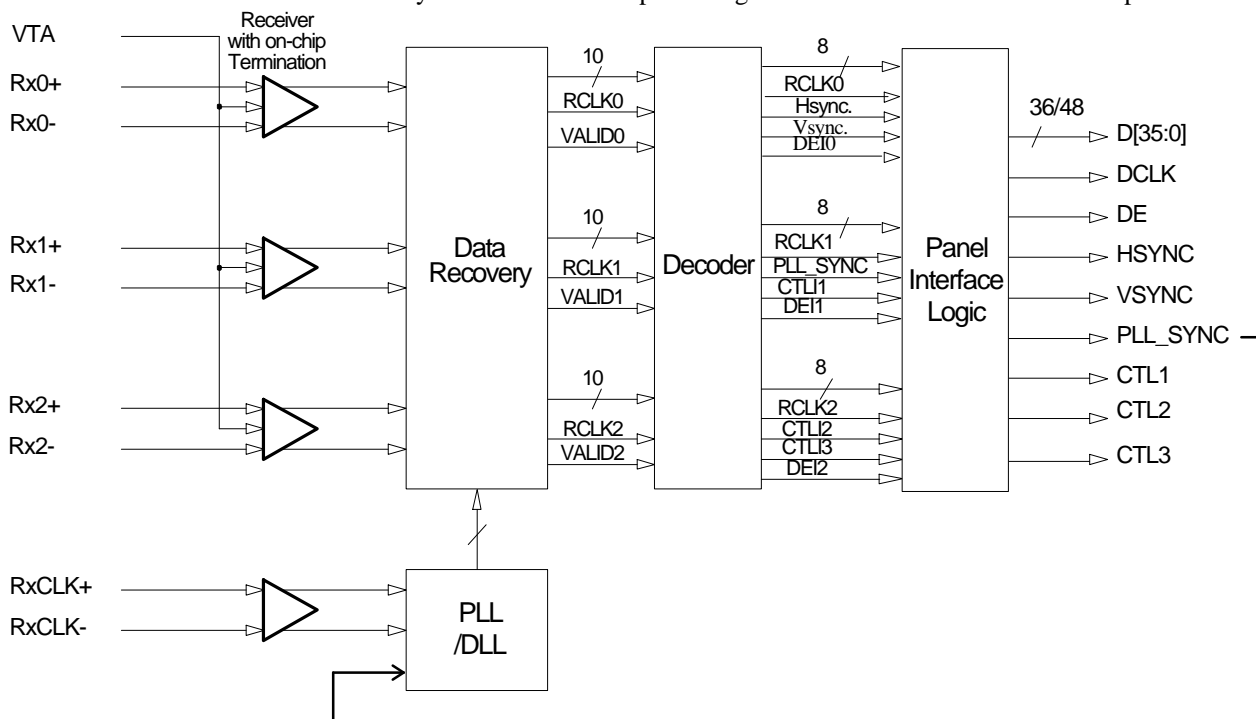 VTA
Rx0+
Rx0-
Rx1+
Rx1-
Rx2+
Rx2-
RxCLK+
RxCLK-
Receiver
with on-chip
Termination
Data
Recovery
PLL
/DLL
10
RCLK0
VALID0
10
RCLK1
VALID1
10
RCLK2
VALID2
Decoder
8
RCLK0
Hsync.
Vsync.
DEI0
8
RCLK1
PLL_SYNC
CTLI1
DEI1
8
RCLK2
CTLI2
CTLI3
DEI2
Panel
Interface
Logic
36/48
D[35:0]
DCLK
DE
HSYNC
VSYNC
PLL_SYNC
CTL1
CTL2
CTL3